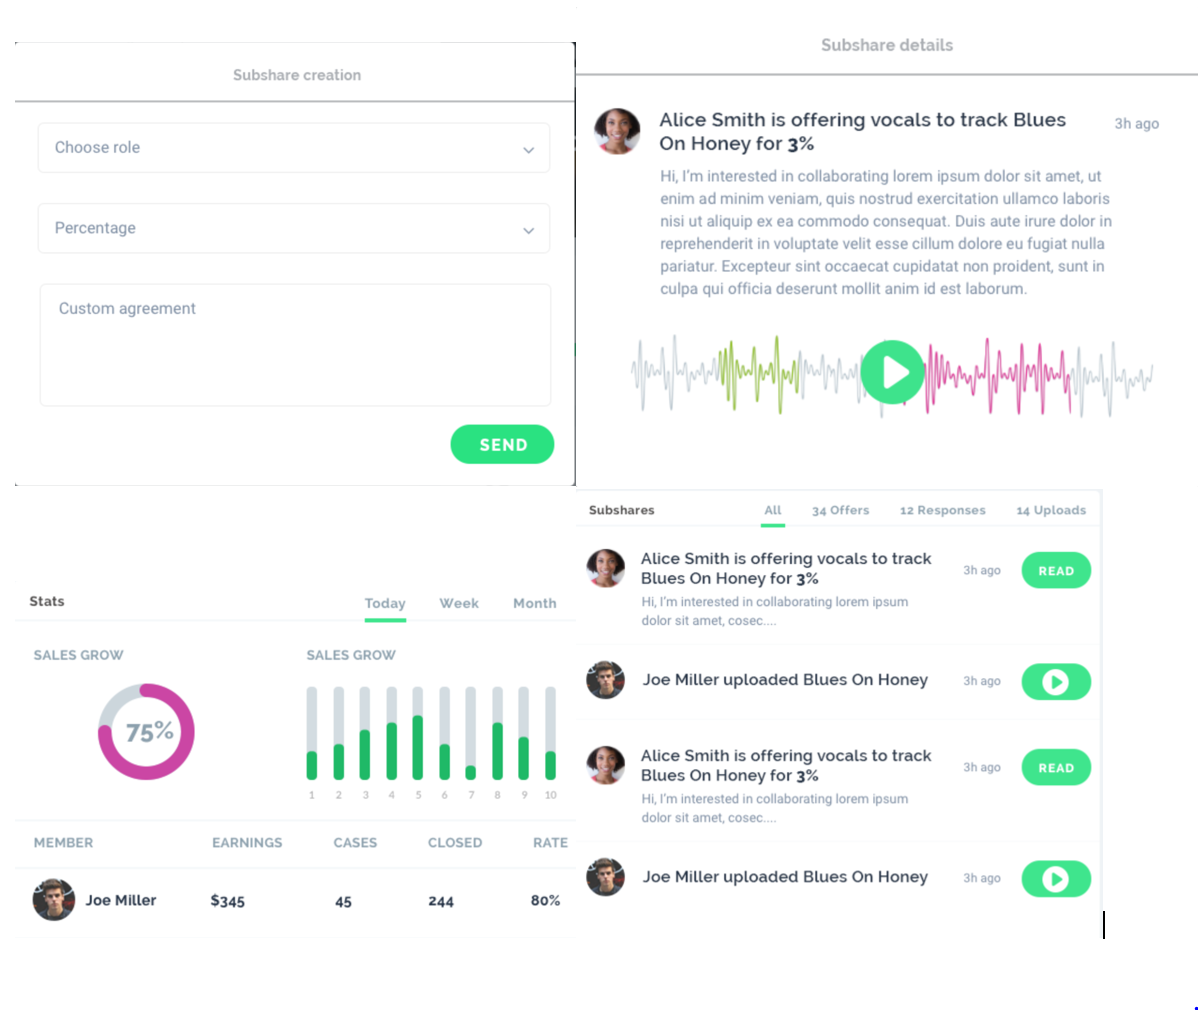 Subshare creation
Choose role
Percentage
Custom agreement
SEND
Subshare details
Alice Smith is offering vocals to track Blues
On Honey for 3%
3h ago
Hi, I'm interested in collaborating lorem ipsum dolor sit amet, ut
enim ad minim veniam, quis nostrud exercitation ullamco laboris
nisi ut aliquip ex ea commodo consequat. Duis aute irure dolor in
reprehenderit in voluptate velit esse cillum dolore eu fugiat nulla
pariatur. Excepteur sint occaecat cupidatat non proident, sunt in
culpa qui officia deserunt mollit anim id est laborum.
Stats
Today Week Month
SALES GROW
75%
SALES GROW
1 2 3 4 5 6 7 8 9 10
MEMBER EARNINGS CASES CLOSED RATE
Joe Miller $345 45 244 80%
Subshares All 34 Offers 12 Responses 14 Uploads
Alice Smith is offering vocals to track
Blues On Honey for 3%
3h ago
READ
Hi, I'm interested in collaborating lorem ipsum
dolor sit amet, cosec....
Joe Miller uploaded Blues On Honey 3h ago
Alice Smith is offering vocals to track
Blues On Honey for 3%
3h ago
READ
Hi, I'm interested in collaborating lorem ipsum
dolor sit amet, cosec....
Joe Miller uploaded Blues On Honey 3h ago